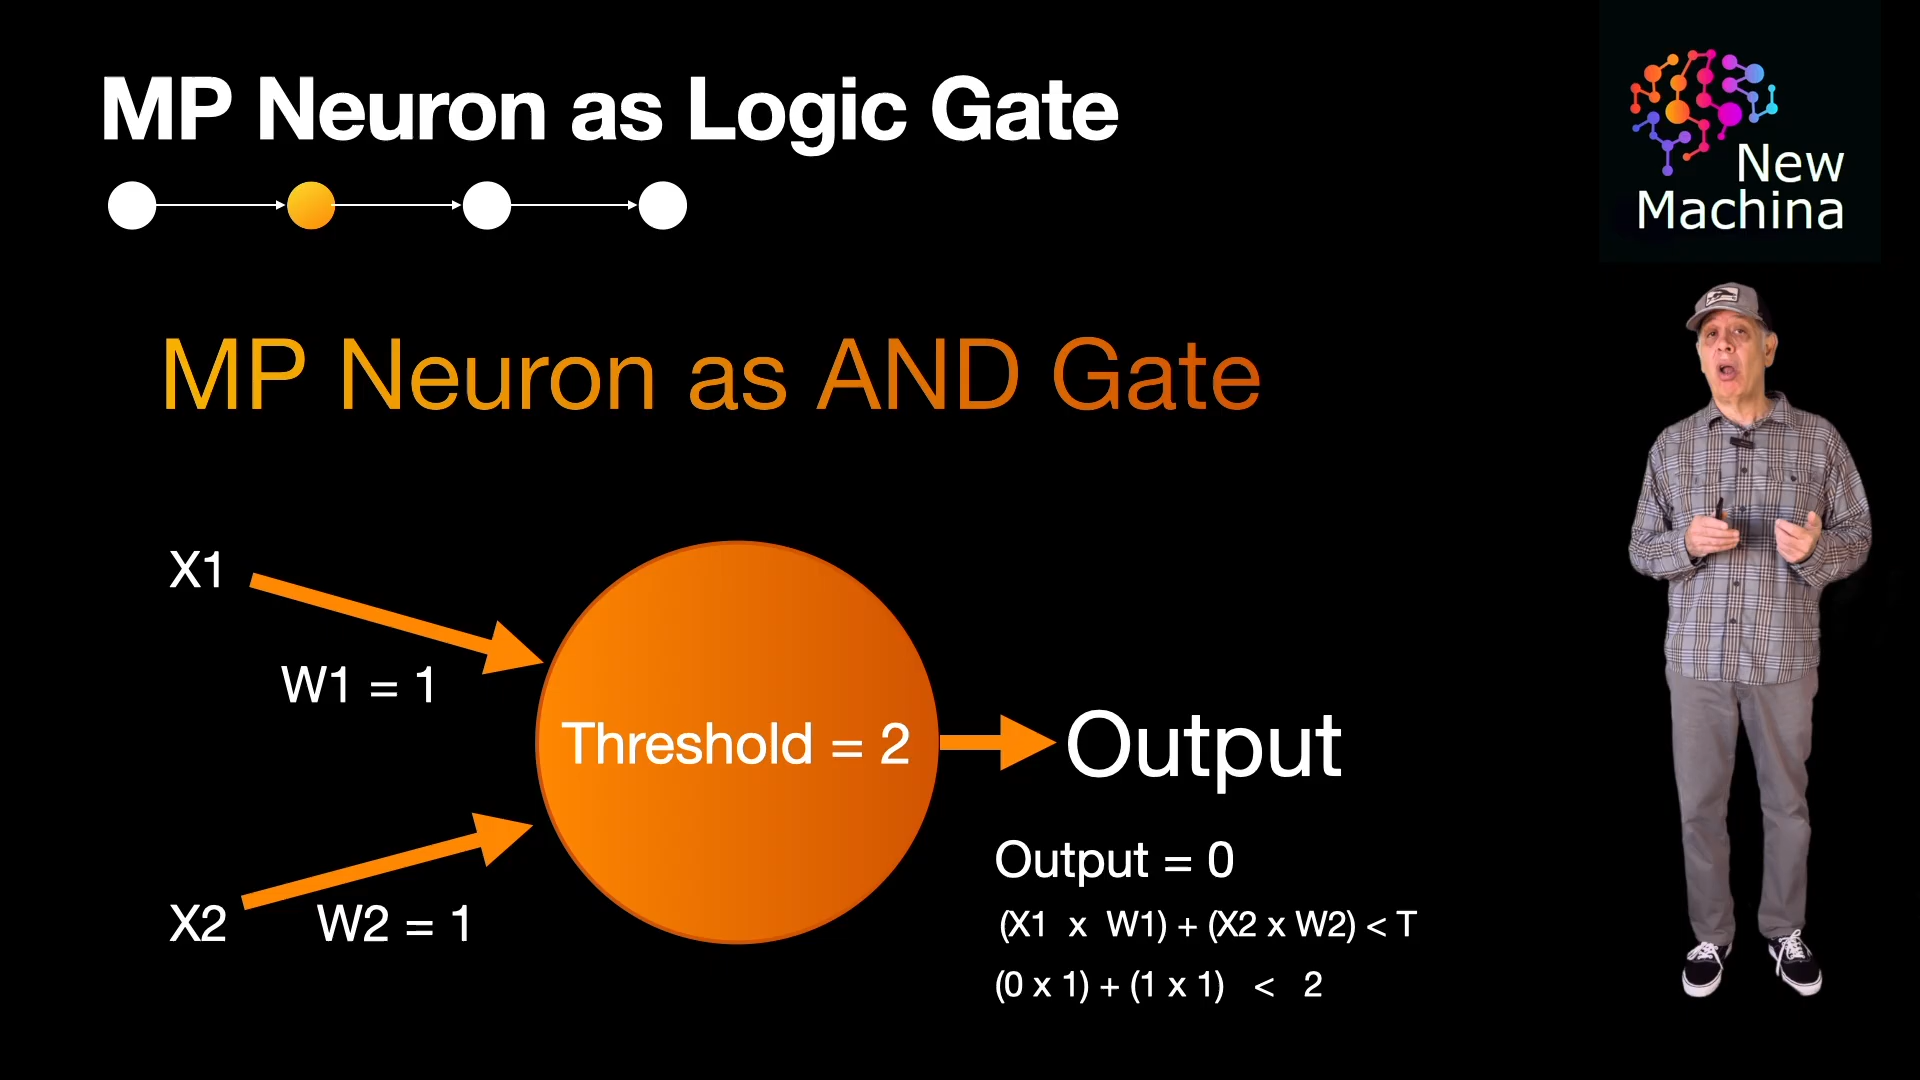 MP Neuron as Logic Gate
New
Machina
MP Neuron as AND Gate
X1
W1 = 1
Threshold = 2
Output
X2
W2 = 1
Output = 0
(X1 x W1) + (X2 x W2) < T
(0 x 1) + (1 x 1) < 2